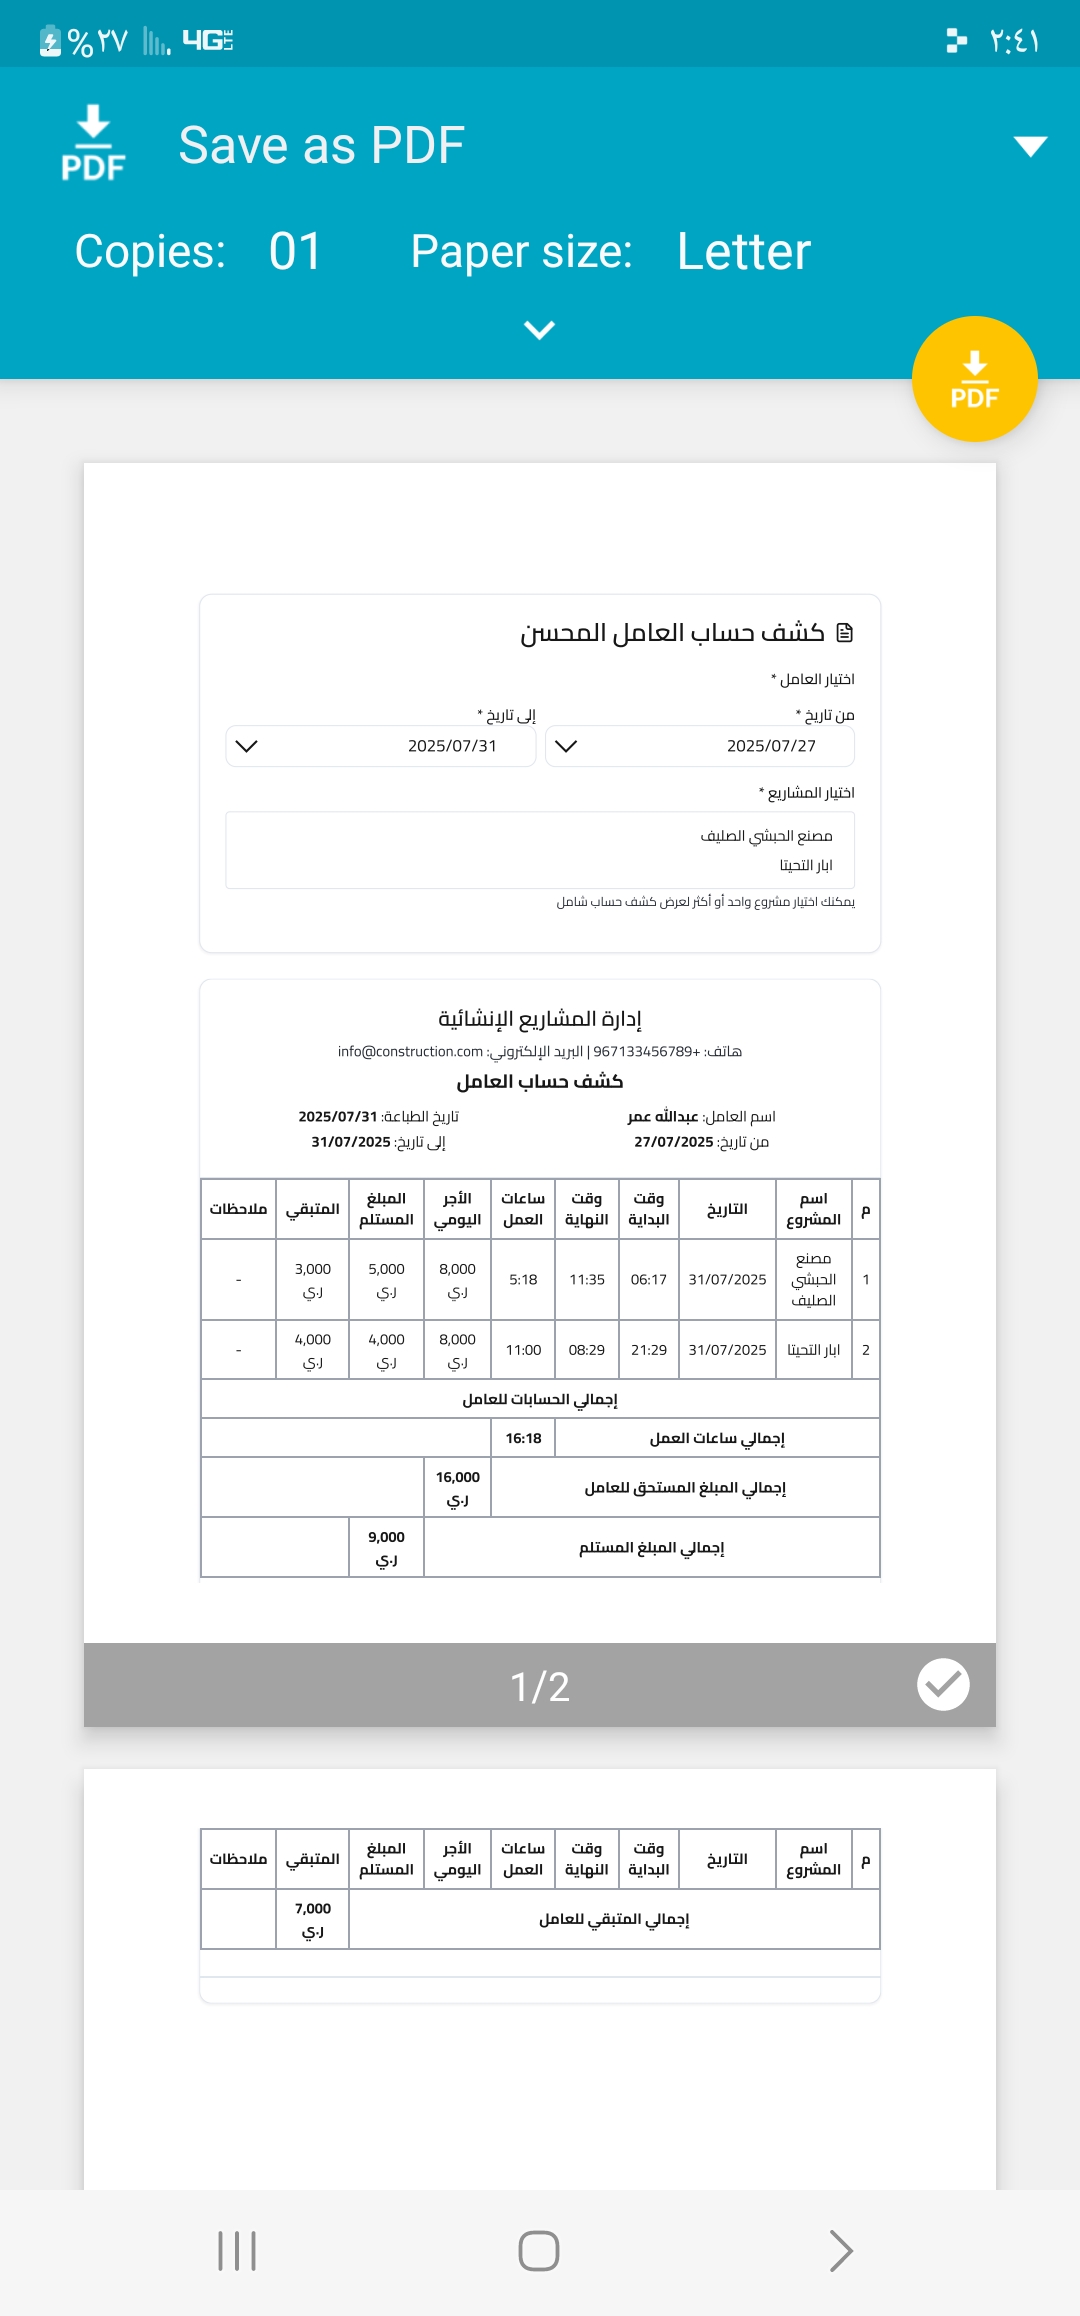 ٢:٤١
4G LTE
%٢٧
PDF
Save as PDF
Copies: 01 Paper size: Letter
PDF
كشف حساب العامل المحسن
اختيار العامل *
من تاريخ * إلى تاريخ *
2025/07/27 2025/07/31
اختيار المشاريع *
مصنع الحبشي الصليف
ابار التحيتا
يمكنك اختيار مشروع واحد أو أكثر لعرض كشف حساب شامل
إدارة المشاريع الإنشائية
هاتف: +967133456789 | البريد الإلكتروني: info@construction.com
كشف حساب العامل
اسم العامل: عبدالله عمر تاريخ الطباعة: 2025/07/31
من تاريخ: 27/07/2025 إلى تاريخ: 31/07/2025
م اسم المشروع التاريخ وقت البداية وقت النهاية ساعات العمل الأجر اليومي المبلغ المستلم المتبقي ملاحظات
1 مصنع الحبشي الصليف 31/07/2025 06:17 11:35 5:18 8,000 ر.ي 5,000 ر.ي 3,000 ر.ي -
2 ابار التحيتا 31/07/2025 21:29 08:29 11:00 8,000 ر.ي 4,000 ر.ي 4,000 ر.ي -
إجمالي الحسابات للعامل
إجمالي ساعات العمل 16:18
إجمالي المبلغ المستحق للعامل 16,000 ر.ي
إجمالي المبلغ المستلم 9,000 ر.ي
1/2
م اسم المشروع التاريخ وقت البداية وقت النهاية ساعات العمل الأجر اليومي المبلغ المستلم المتبقي ملاحظات
إجمالي المتبقي للعامل 7,000 ر.ي